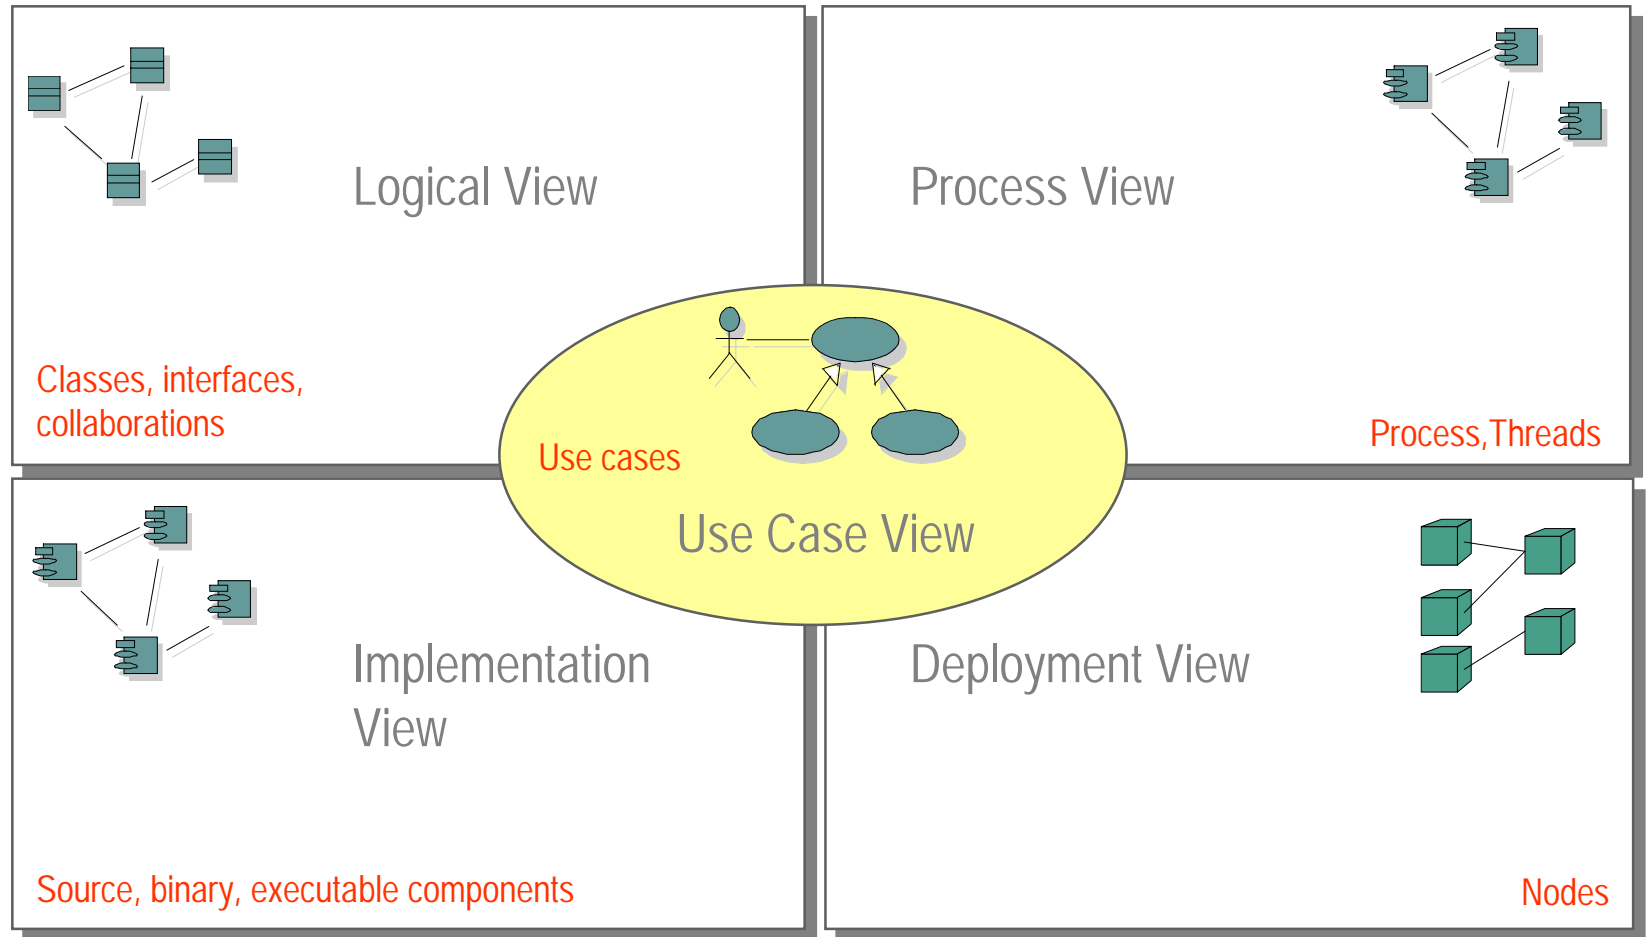 Logical View
Process View
Classes, interfaces,
collaborations
Process,Threads
Use cases
Use Case View
Implementation
View
Deployment View
Source, binary, executable components
Nodes